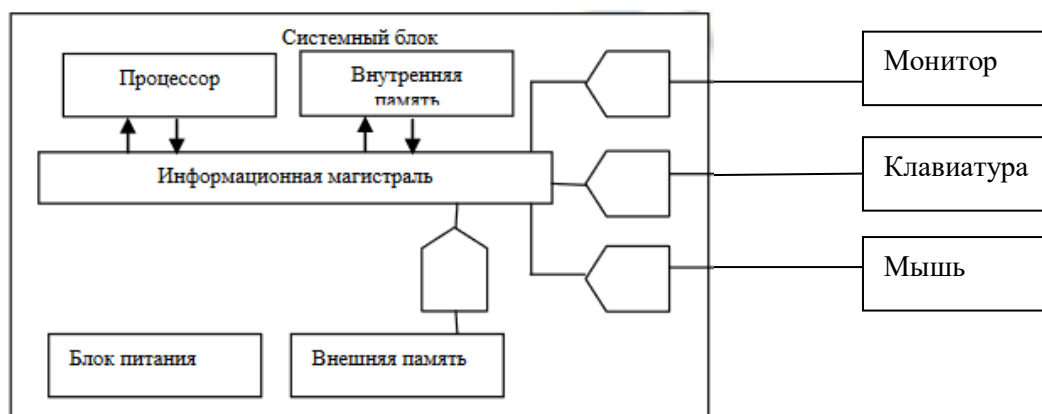 Системный блок
Процессор
Внутренняя
память
Монитор
Информационная магистраль
Клавиатура
Мышь
Блок питания
Внешняя память